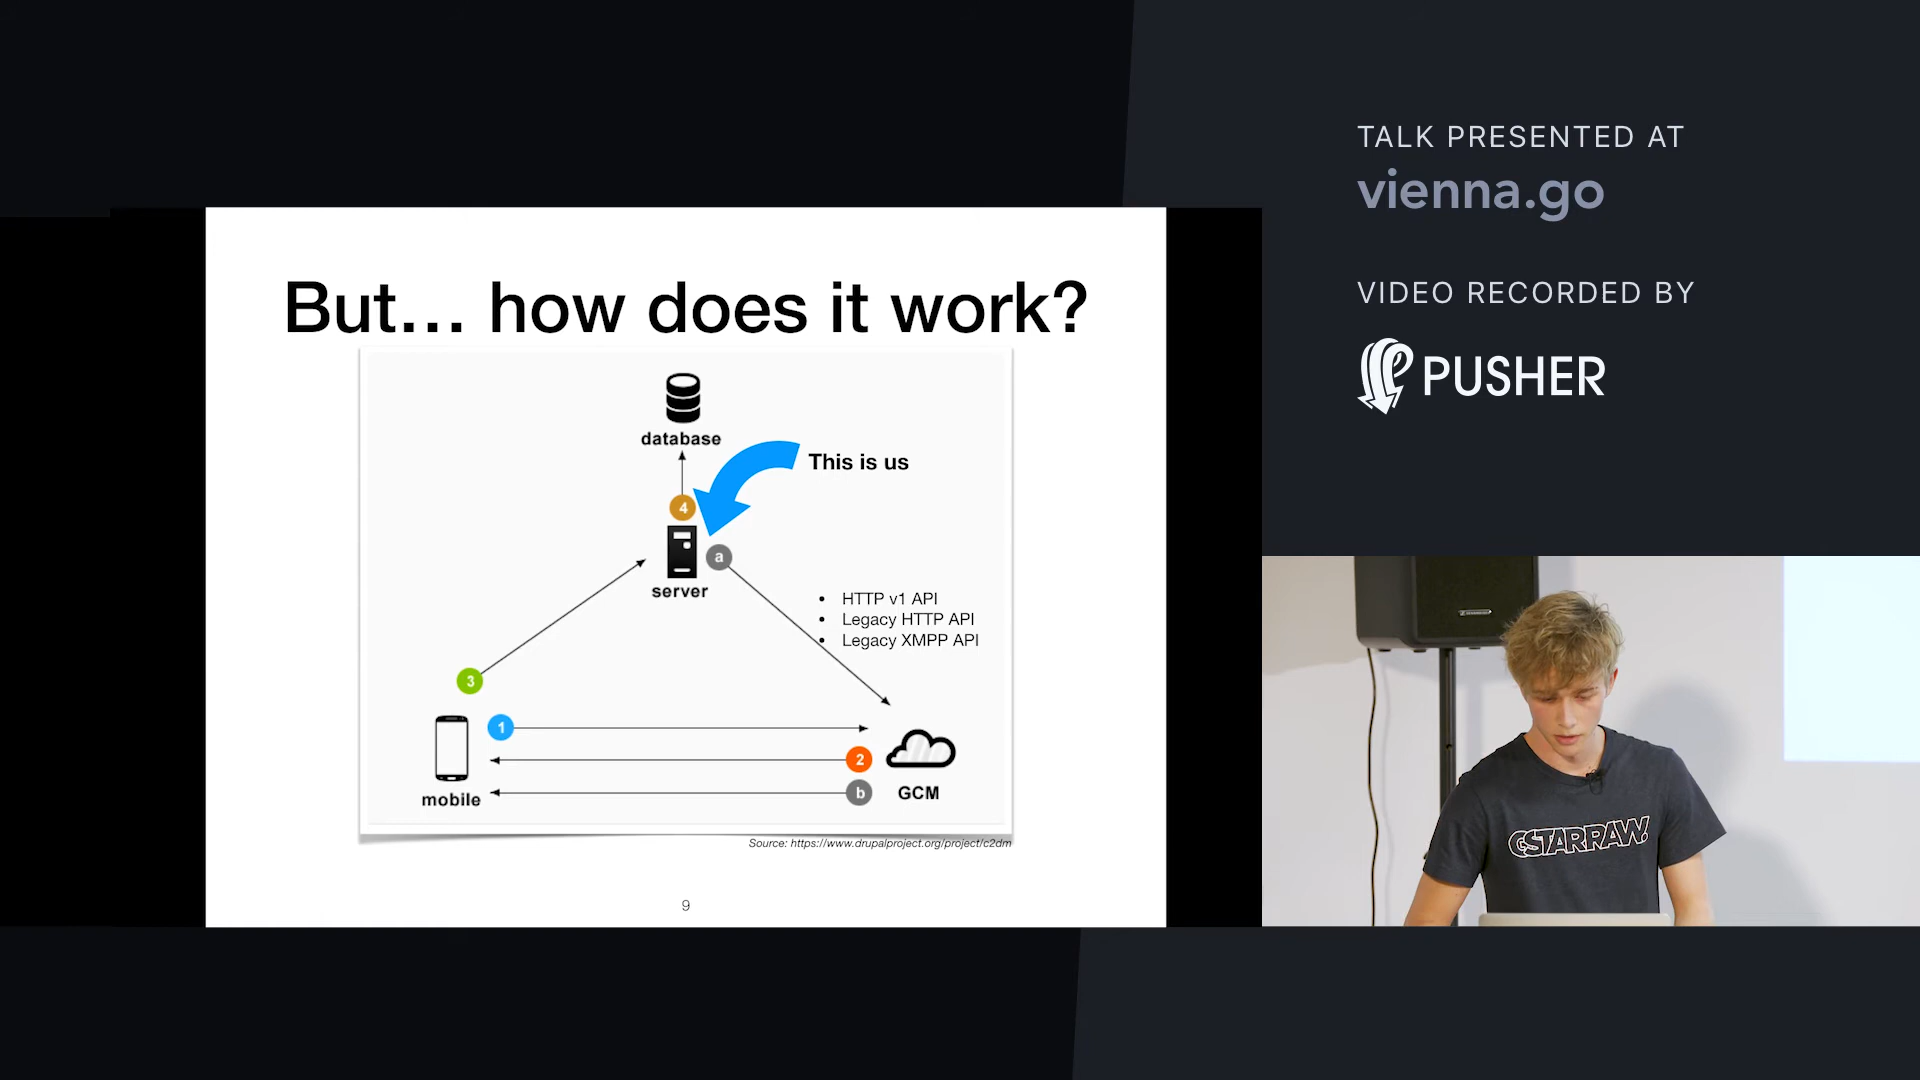 TALK PRESENTED AT
vienna.go
VIDEO RECORDED BY
PUSHER
But... how does it work?
database
This is us
4
a
server
HTTP v1 API
Legacy HTTP API
Legacy XMPP API
3
1
2
b
mobile
GCM
Source: https://www.drupalproject.org/project/c2dm
9
GSTARRAW.